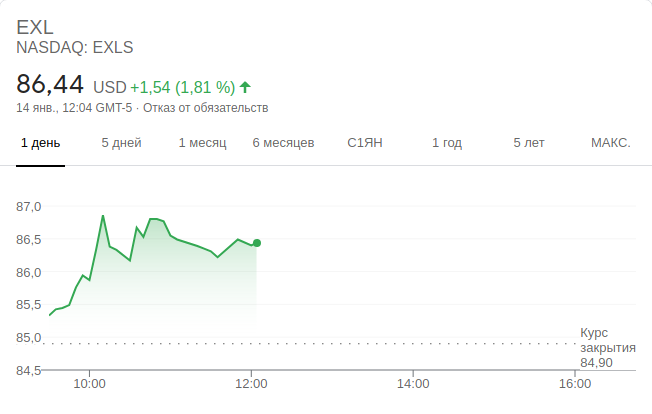 EXL
NASDAQ: EXLS
86,44 USD +1,54 (1,81 %)
14 янв., 12:04 GMT-5 · Отказ от обязательств
1 день 5 дней 1 месяц 6 месяцев С1ЯН 1 год 5 лет МАКС.
87,0
86,5
86,0
85,5
85,0
84,5
Курс
закрытия
84,90
10:00 12:00 14:00 16:00